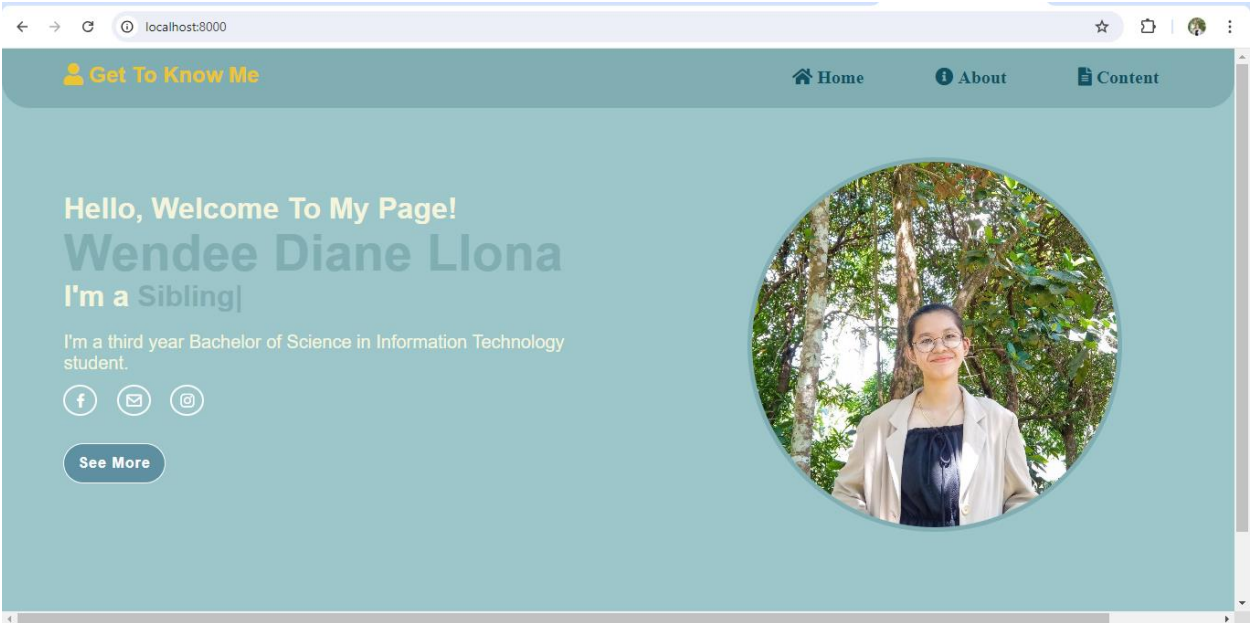 localhost:8000
Get To Know Me
Home
About
Content
Hello, Welcome To My Page!
Wendee Diane Llona
I'm a Sibling|
I'm a third year Bachelor of Science in Information Technology
student.
See More